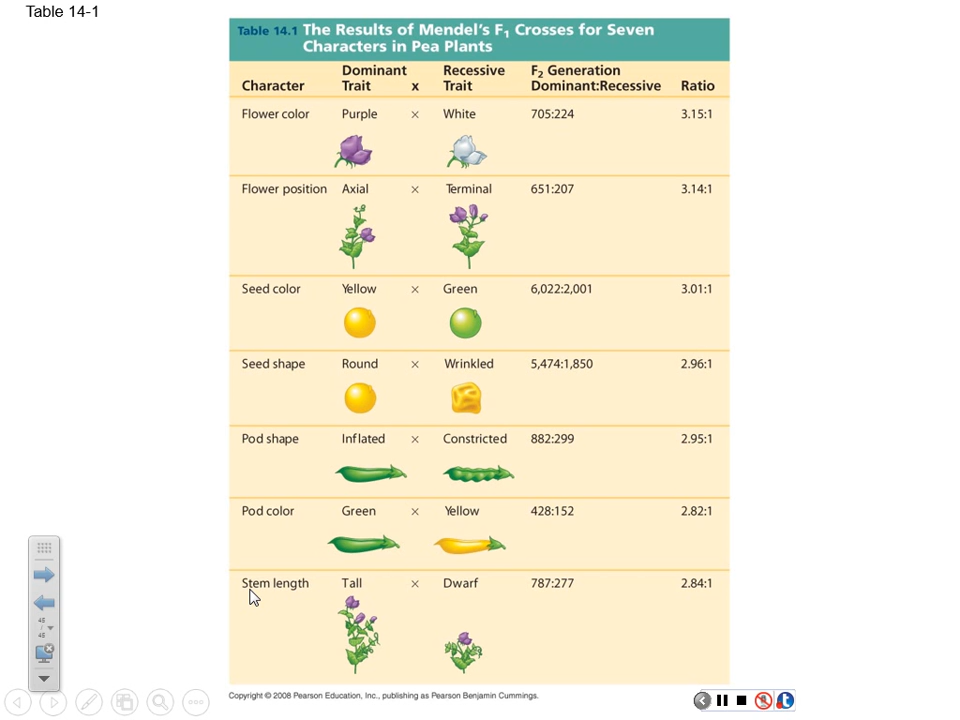 Table 14-1
Table 14.1 The Results of Mendel's F₁ Crosses for Seven
Characters in Pea Plants
Character Dominant Trait x Recessive Trait F₂ Generation Dominant:Recessive Ratio
Flower color Purple × White 705:224 3.15:1
Flower position Axial × Terminal 651:207 3.14:1
Seed color Yellow × Green 6,022:2,001 3.01:1
Seed shape Round × Wrinkled 5,474:1,850 2.96:1
Pod shape Inflated × Constricted 882:299 2.95:1
Pod color Green × Yellow 428:152 2.82:1
Stem length Tall × Dwarf 787:277 2.84:1
Copyright © 2008 Pearson Education, Inc., publishing as Pearson Benjamin Cummings.
45
/
45